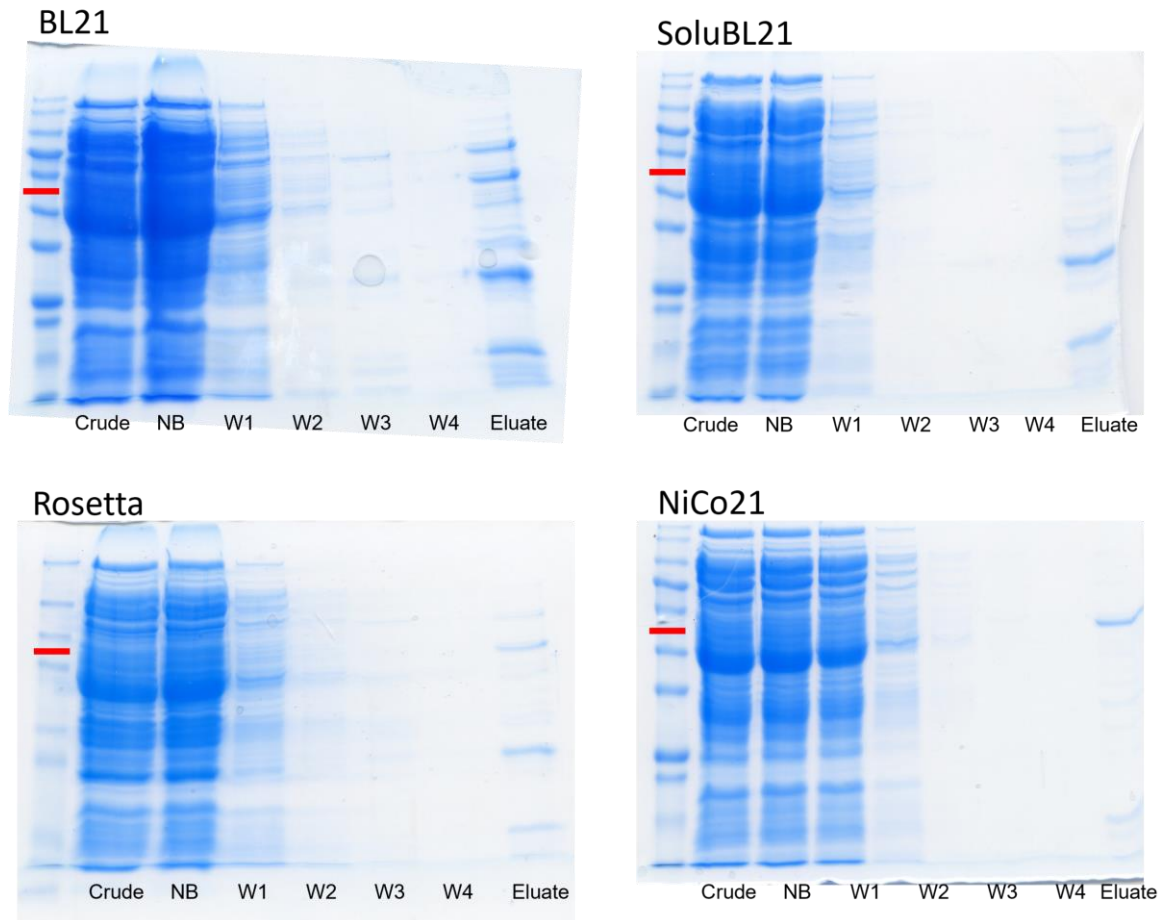 BL21
SoluBL21
Crude NB W1 W2 W3 W4 Eluate
Crude NB W1 W2 W3 W4 Eluate
Rosetta
NiCo21
Crude NB W1 W2 W3 W4 Eluate
Crude NB W1 W2 W3 W4 Eluate